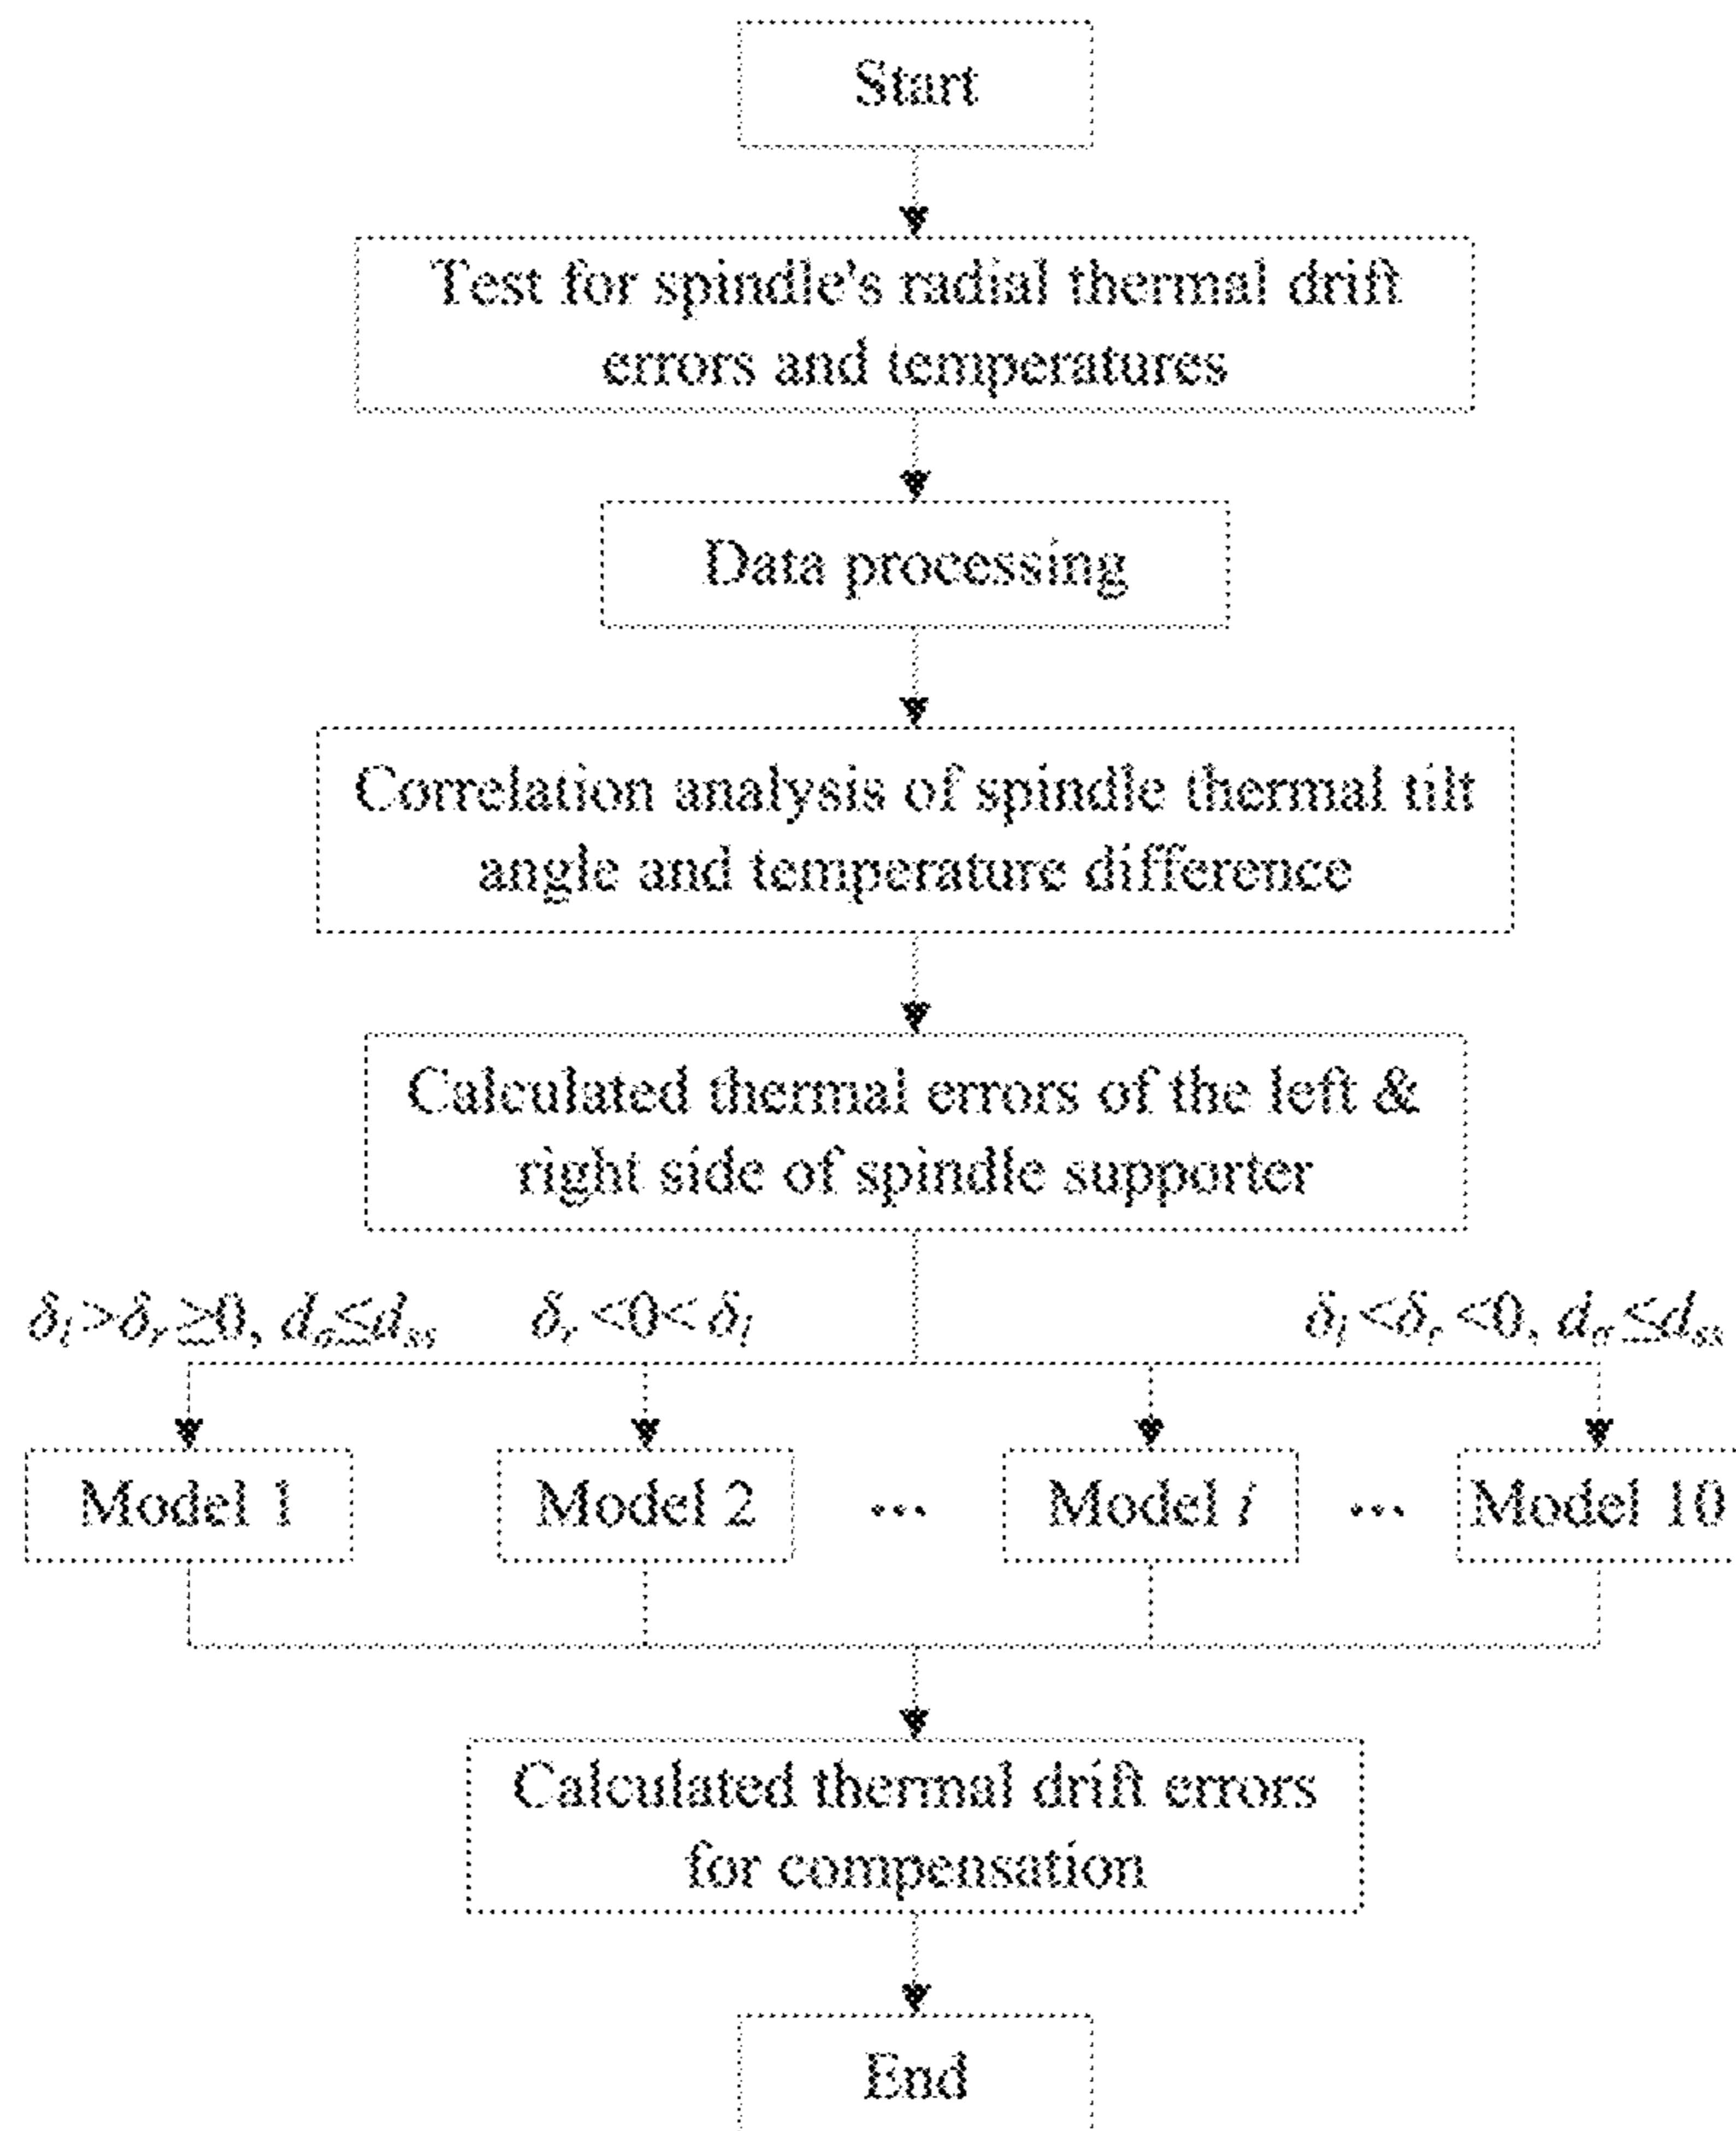 Start
Test for spindle's radial thermal drift
errors and temperatures
Data processing
Correlation analysis of spindle thermal tilt
angle and temperature difference
Calculated thermal errors of the left &
right side of spindle supporter
δl>δr≥0, do≤dss δr<0<δl δl<δr<0, do≤dss
Model 1 Model 2 ... Model i ... Model 10
Calculated thermal drift errors
for compensation
End